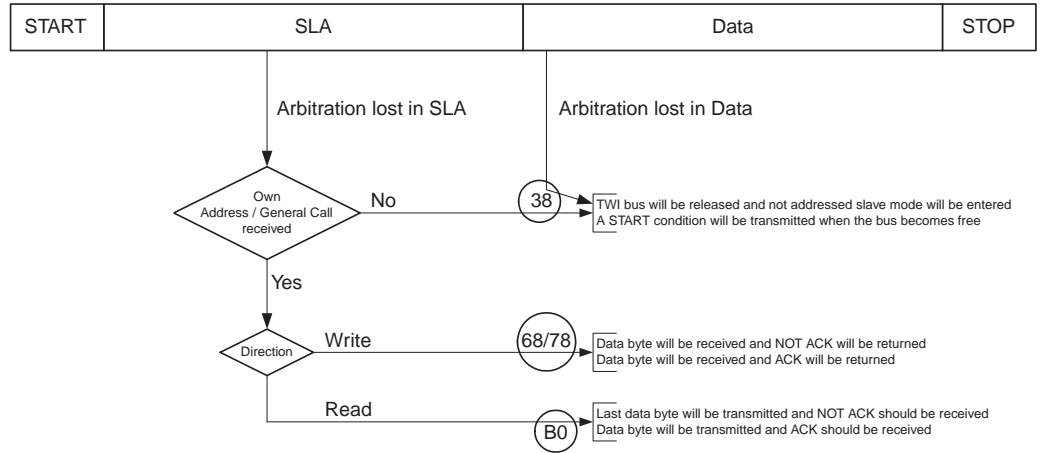 START SLA Data STOP
Arbitration lost in SLA Arbitration lost in Data
Own
Address / General Call
received
No
38
TWI bus will be released and not addressed slave mode will be entered
A START condition will be transmitted when the bus becomes free
Yes
Direction
Write
68/78
Data byte will be received and NOT ACK will be returned
Data byte will be received and ACK will be returned
Read
B0
Last data byte will be transmitted and NOT ACK should be received
Data byte will be transmitted and ACK should be received